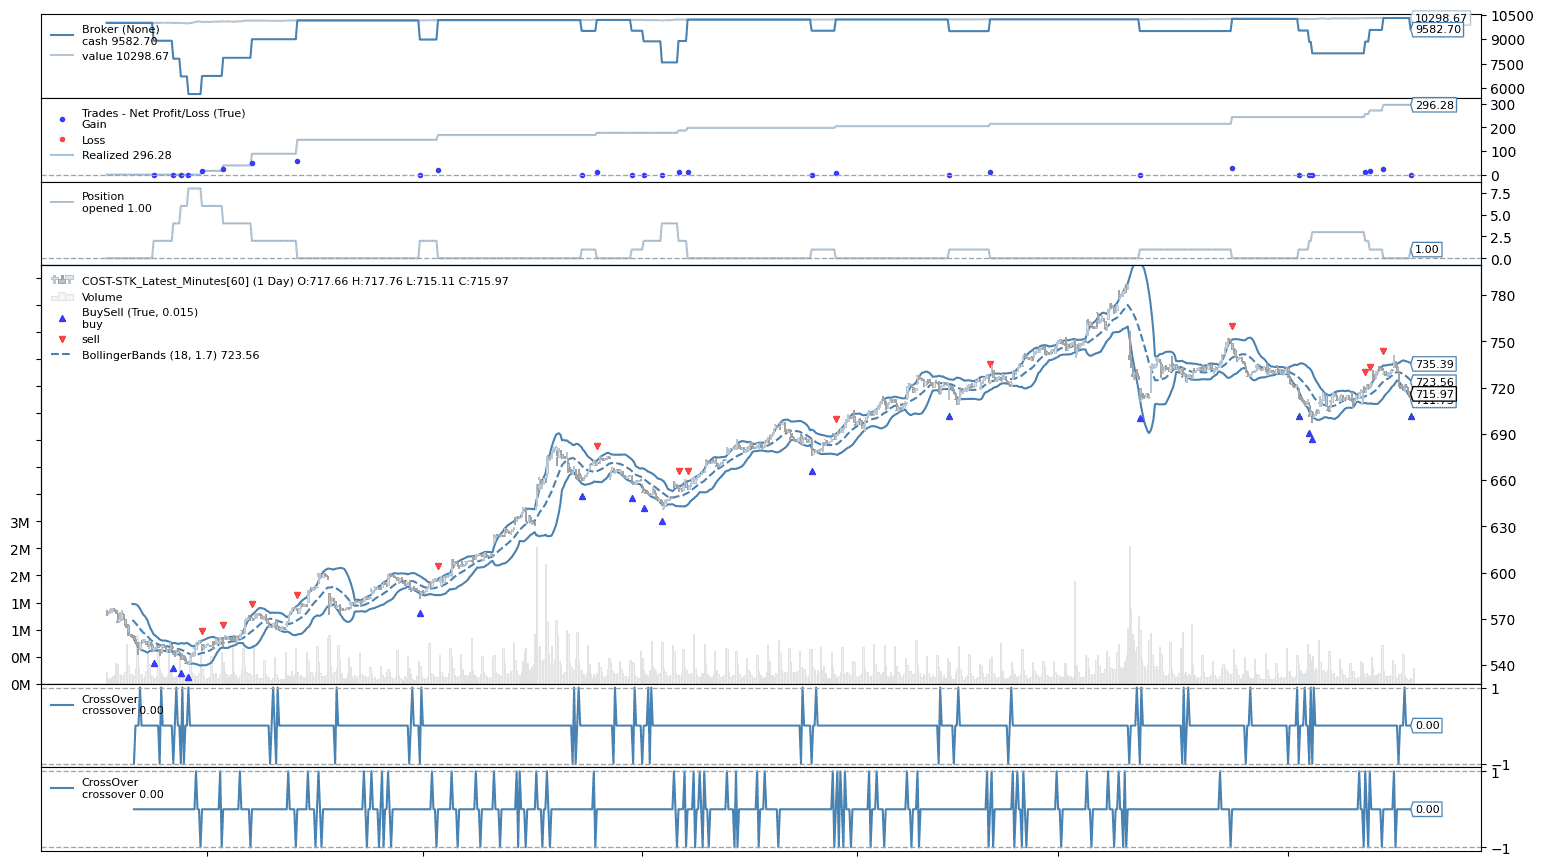 Broker (None)
cash 9582.70
value 10298.67
10298.67
9582.70
10500
9000
7500
6000
Trades - Net Profit/Loss (True)
Gain
Loss
Realized 296.28
296.28
300
200
100
0
Position
opened 1.00
1.00
7.5
5.0
2.5
0.0
COST-STK_Latest_Minutes[60] (1 Day) O:717.66 H:717.76 L:715.11 C:715.97
Volume
BuySell (True, 0.015)
buy
sell
BollingerBands (18, 1.7) 723.56
735.39
723.56
715.97
780
750
720
690
660
630
600
570
540
3M
2M
2M
1M
1M
0M
0M
CrossOver
crossover 0.00
0.00
1
−1
CrossOver
crossover 0.00
0.00
1
−1